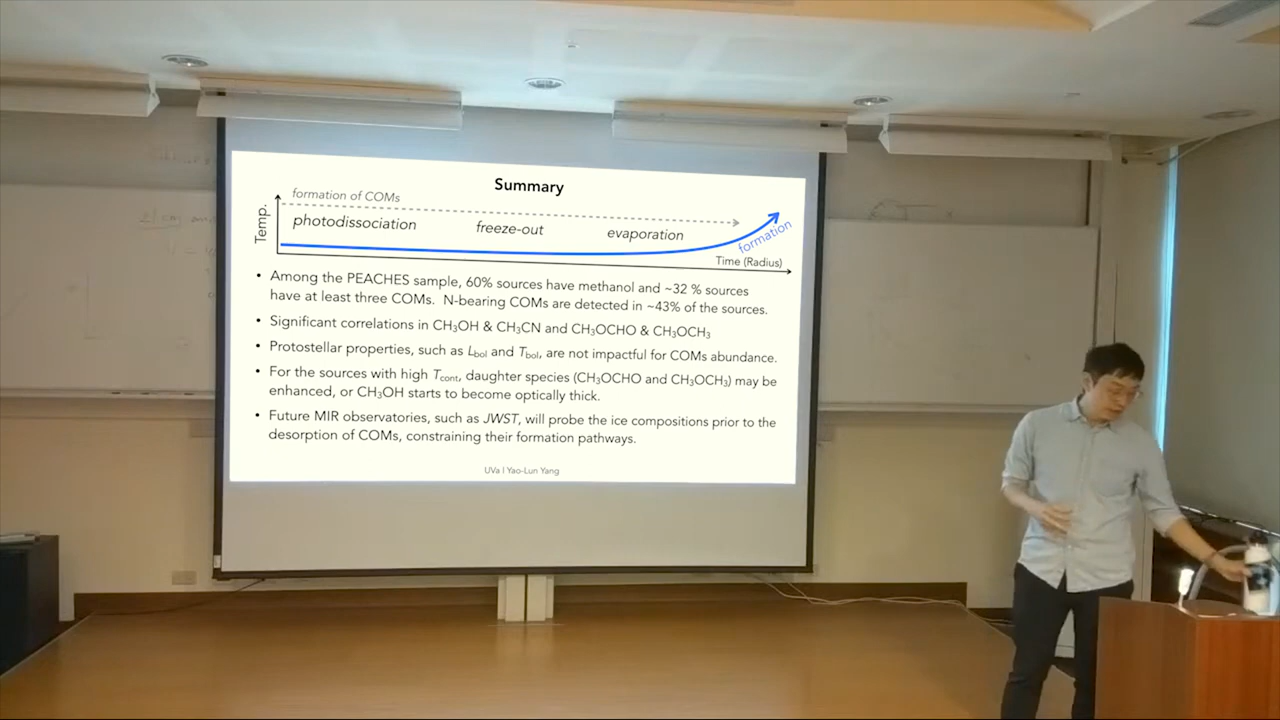 Summary
formation of COMs
Temp.
photodissociation freeze-out evaporation
formation
Time (Radius)
• Among the PEACHES sample, 60% sources have methanol and ~32 % sources
have at least three COMs. N-bearing COMs are detected in ~43% of the sources.
• Significant correlations in CH₃OH & CH₃CN and CH₃OCHO & CH₃OCH₃
• Protostellar properties, such as Lbol and Tbol, are not impactful for COMs abundance.
• For the sources with high Tcont, daughter species (CH₃OCHO and CH₃OCH₃) may be
enhanced, or CH₃OH starts to become optically thick.
• Future MIR observatories, such as JWST, will probe the ice compositions prior to the
desorption of COMs, constraining their formation pathways.
UVa | Yao-Lun Yang